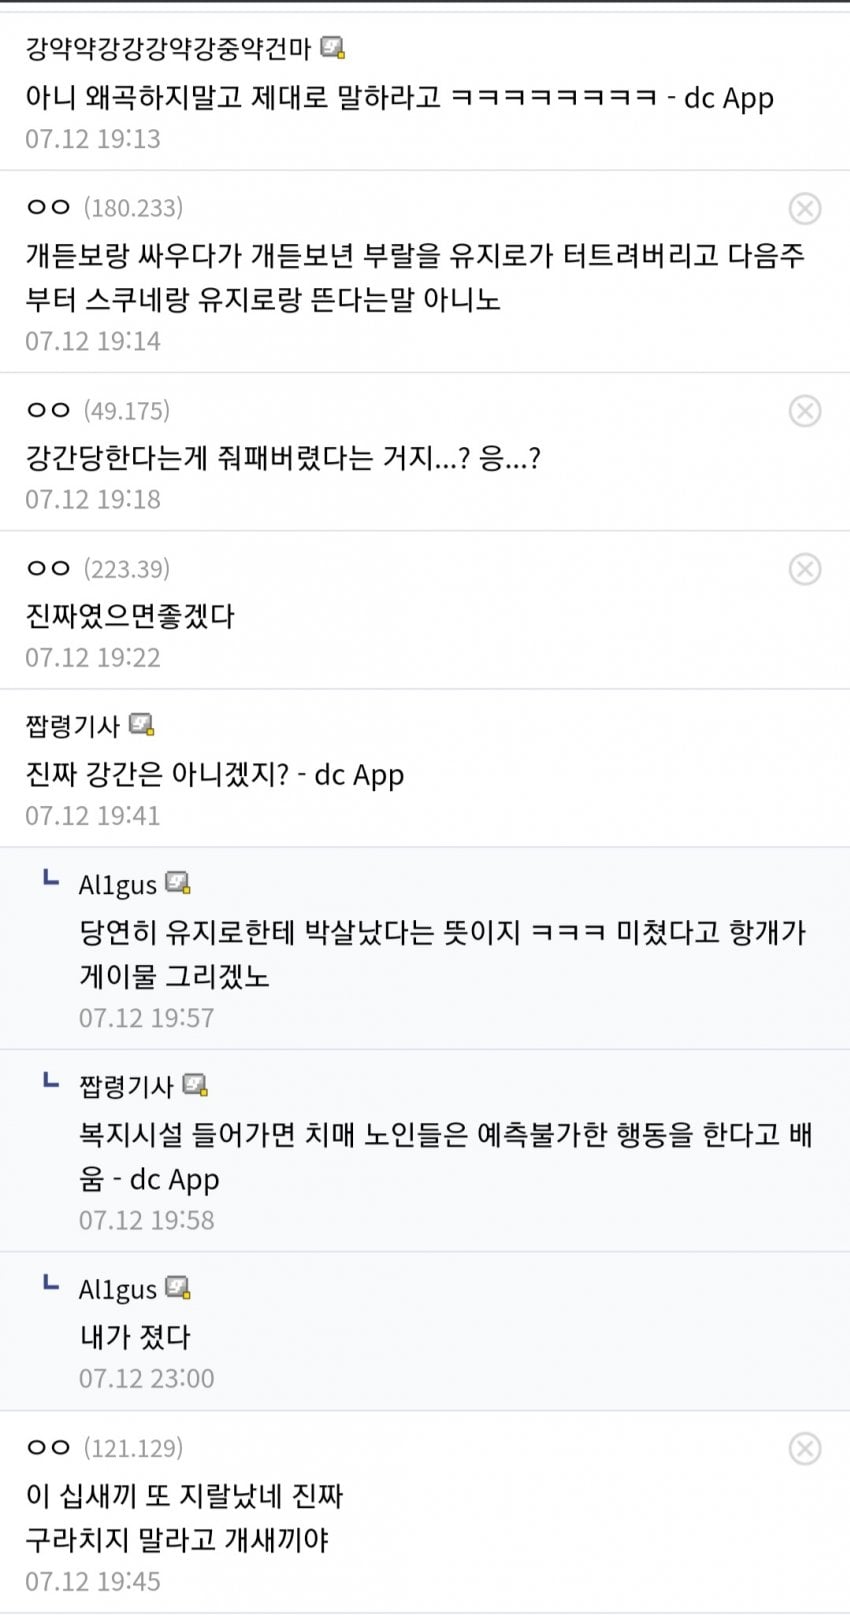 강약약강강강약강중약건마
아니 왜곡하지말고 제대로 말하라고 ㅋㅋㅋㅋㅋㅋㅋㅋ - dc App
07.12 19:13
ㅇㅇ (180.233)
개듣보랑 싸우다가 개듣보년 부랄을 유지로가 터트려버리고 다음주
부터 스쿠네랑 유지로랑 뜬다는말 아니노
07.12 19:14
ㅇㅇ (49.175)
강간당한다는게 줘패버렸다는 거지...? 응...?
07.12 19:18
ㅇㅇ (223.39)
진짜였으면좋겠다
07.12 19:22
짭령기사
진짜 강간은 아니겠지? - dc App
07.12 19:41
Al1gus
당연히 유지로한테 박살났다는 뜻이지 ㅋㅋㅋ 미쳤다고 항개가
게이물 그리겠노
07.12 19:57
짭령기사
복지시설 들어가면 치매 노인들은 예측불가한 행동을 한다고 배
움 - dc App
07.12 19:58
Al1gus
내가 졌다
07.12 23:00
ㅇㅇ (121.129)
이 십새끼 또 지랄났네 진짜
구라치지 말라고 개새끼야
07.12 19:45